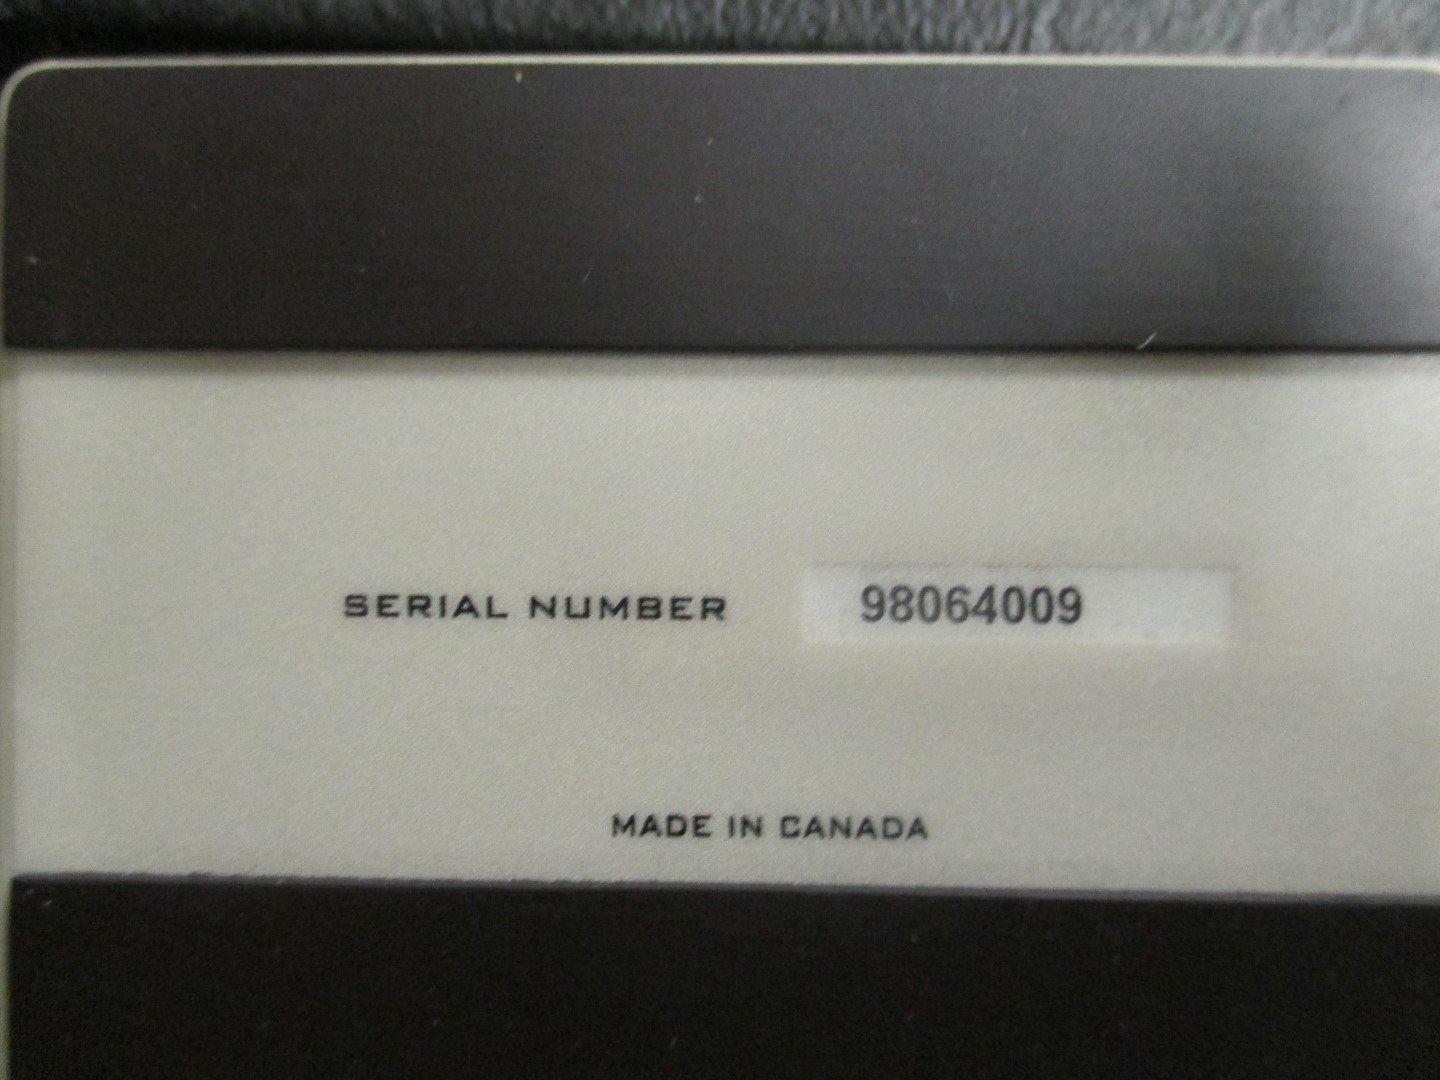 SERIAL NUMBER 98064009
MADE IN CANADA